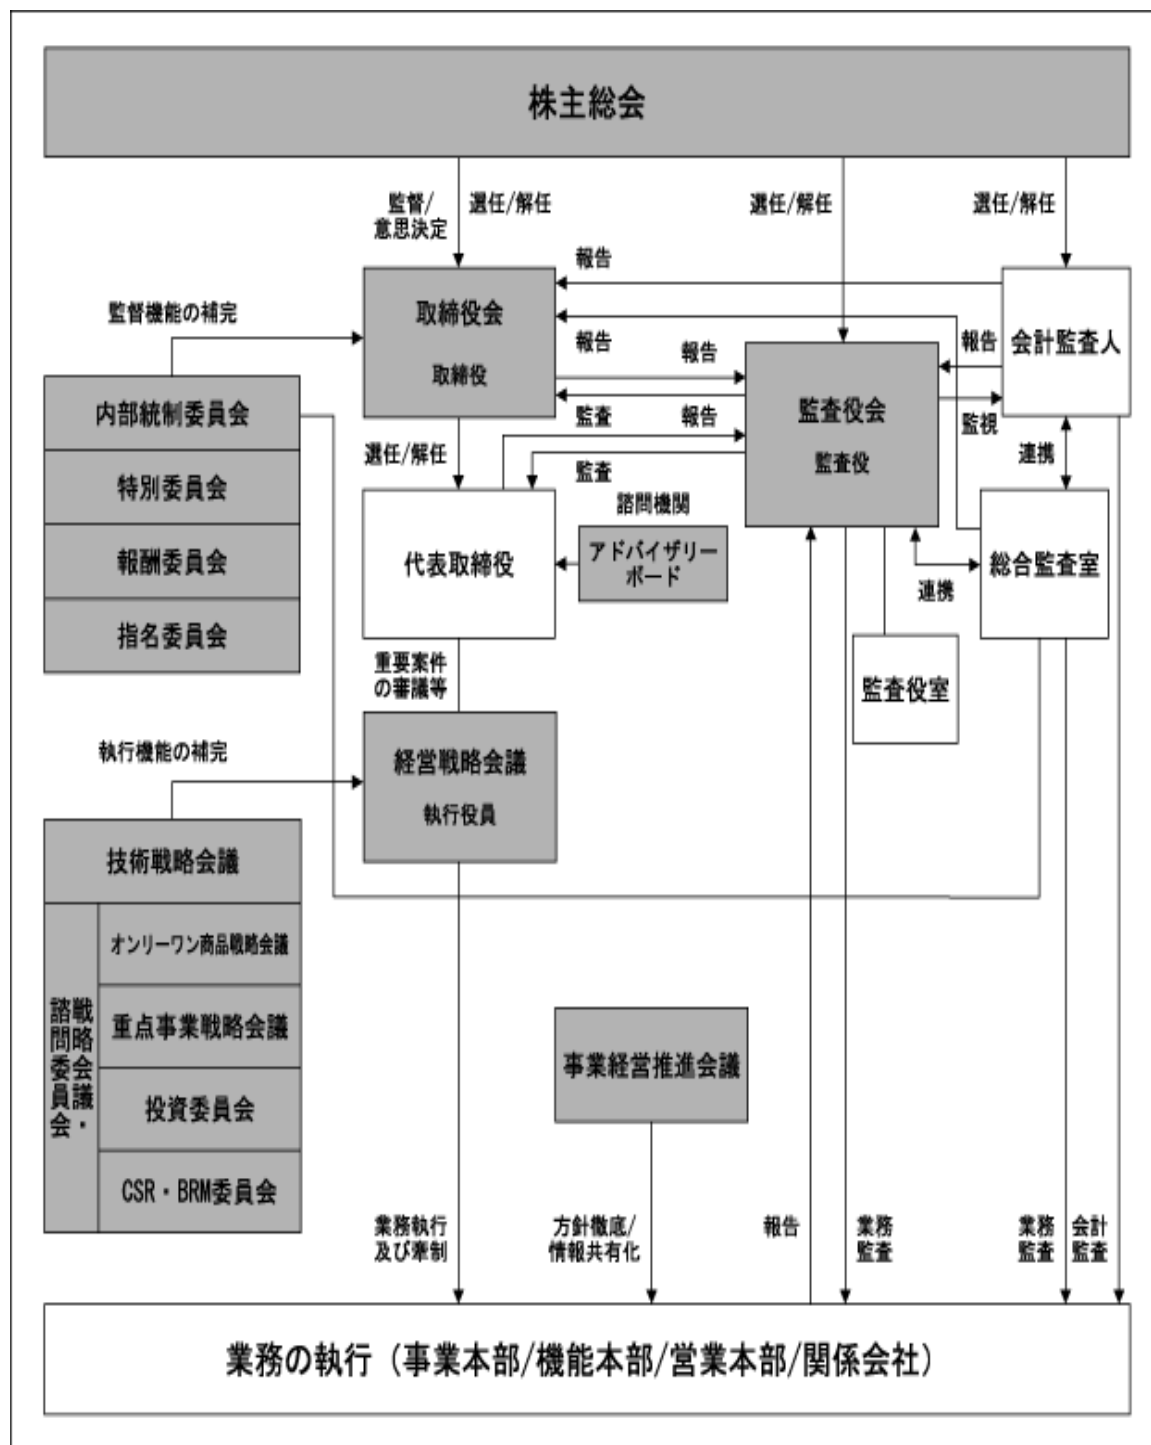 株主総会
監督/
意思決定
選任/解任
選任/解任
選任/解任
報告
取締役会
取締役
会計監査人
監督機能の補完
報告
報告
報告
監査役会
監査役
内部統制委員会
特別委員会
報酬委員会
指名委員会
監査
報告
監視
選任/解任
監査
連携
諮問機関
代表取締役
アドバイザリー
ボード
総合監査室
連携
重要案件
の審議等
監査役室
執行機能の補完
経営戦略会議
執行役員
技術戦略会議
戦略会議・
諮問委員会
オンリーワン商品戦略会議
重点事業戦略会議
投資委員会
CSR・BRM委員会
事業経営推進会議
業務執行
及び牽制
方針徹底/
情報共有化
報告
業務
監査
業務
監査
会計
監査
業務の執行（事業本部/機能本部/営業本部/関係会社）